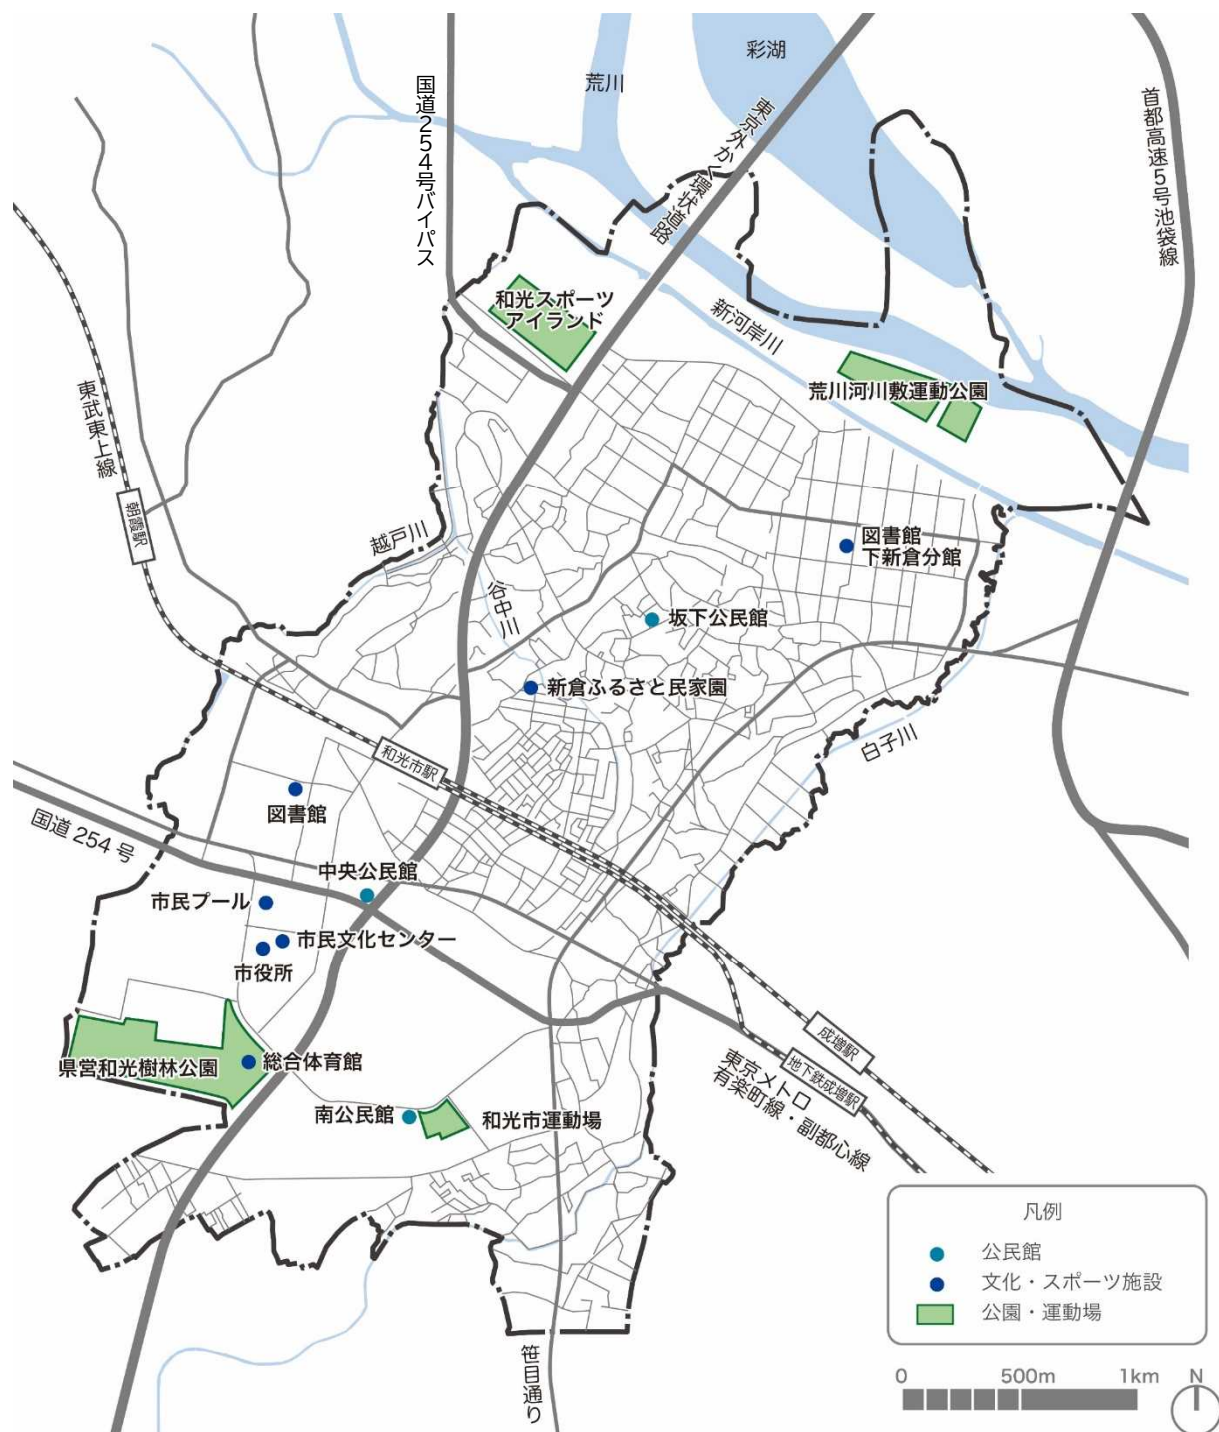 彩湖
荒川
国道254号バイパス
東京外かく環状道路
首都高速5号池袋線
和光スポーツ
アイランド
新河岸川
荒川河川敷運動公園
東武東上線
朝霞駅
越戸川
図書館
下新倉分館
谷中川
坂下公民館
新倉ふるさと民家園
白子川
和光市駅
図書館
国道 254 号
中央公民館
市民プール
市民文化センター
市役所
県営和光樹林公園
総合体育館
成増駅
地下鉄成増駅
東京メトロ
有楽町線・副都心線
南公民館
和光市運動場
笹目通り
凡例
公民館
文化・スポーツ施設
公園・運動場
0 500m 1km N